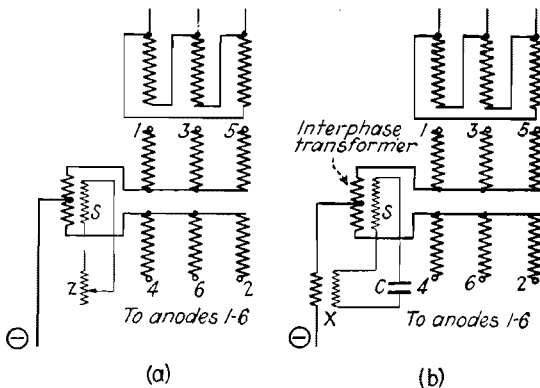 1 3 5
S
Z
4 6 2
To anodes 1-6
⊖
(a)
1 3 5
Interphase
transformer
S
X
C
4 6 2
To anodes 1-6
⊖
(b)